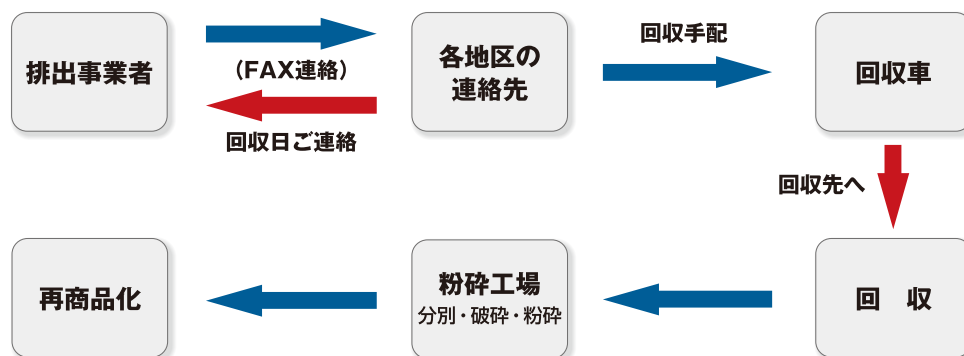 排出事業者
(FAX連絡)
回収日ご連絡
各地区の
連絡先
回収手配
回収車
回収先へ
回　収
粉砕工場
分別・破砕・粉砕
再商品化